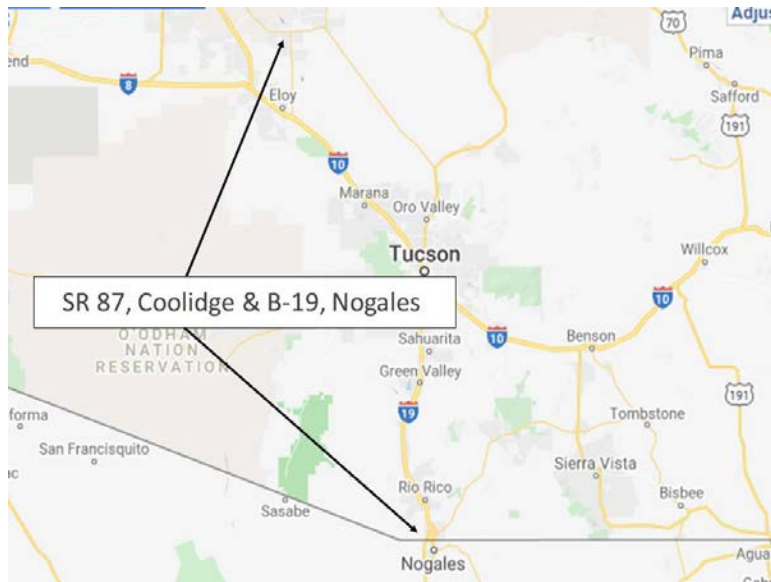 Adjus
70
Pima
end
8
Safford
Eloy
191
10
Marana
Oro Valley
Tucson
Willcox
SR 87, Coolidge & B-19, Nogales
10
O'ODHAM
NATION
RESERVATION
Sahuarita
10
Benson
Green Valley
191
19
forma
Tombstone
San Francisquito
Sierra Vista
ac
Rio Rico
Bisbee
Sasabe
Nogales
Agua